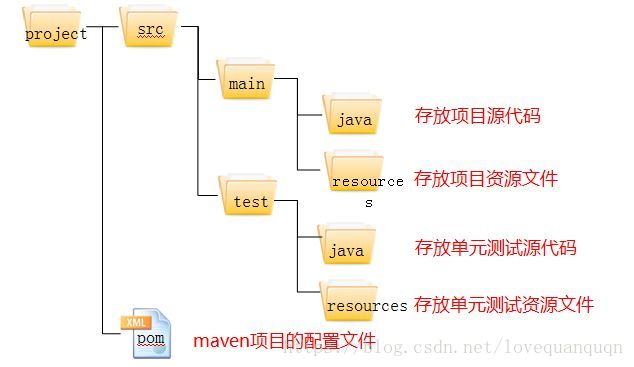 project
src
main
java
存放项目源代码
resource
s
存放项目资源文件
test
java
存放单元测试源代码
resources
存放单元测试资源文件
XML
pom
maven项目的配置文件
https://blog.csdn.net/lovequanquqn